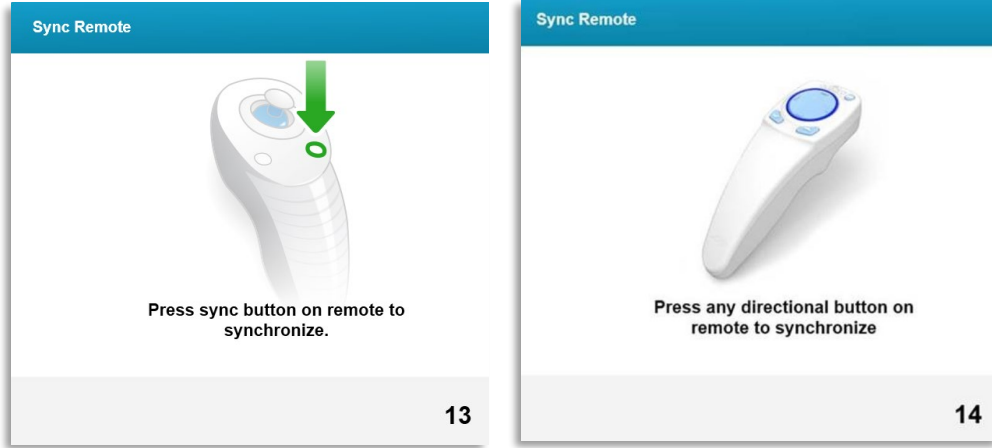 Sync Remote
Press sync button on remote to
synchronize.
13
Sync Remote
Press any directional button on
remote to synchronize
14